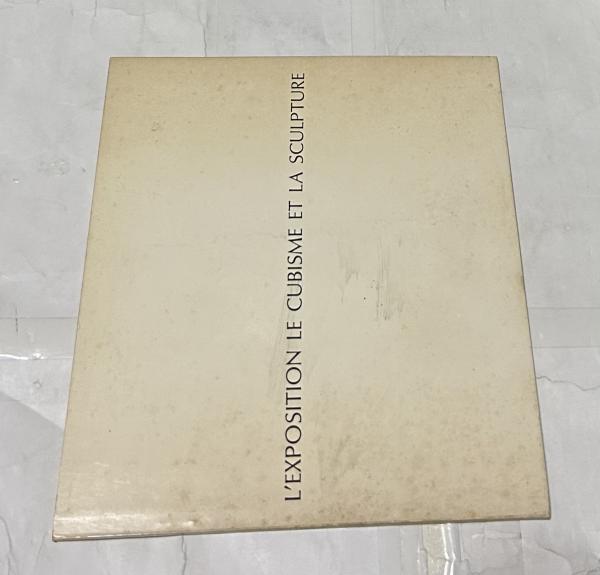 L'EXPOSITION LE CUBISME ET LA SCULPTURE